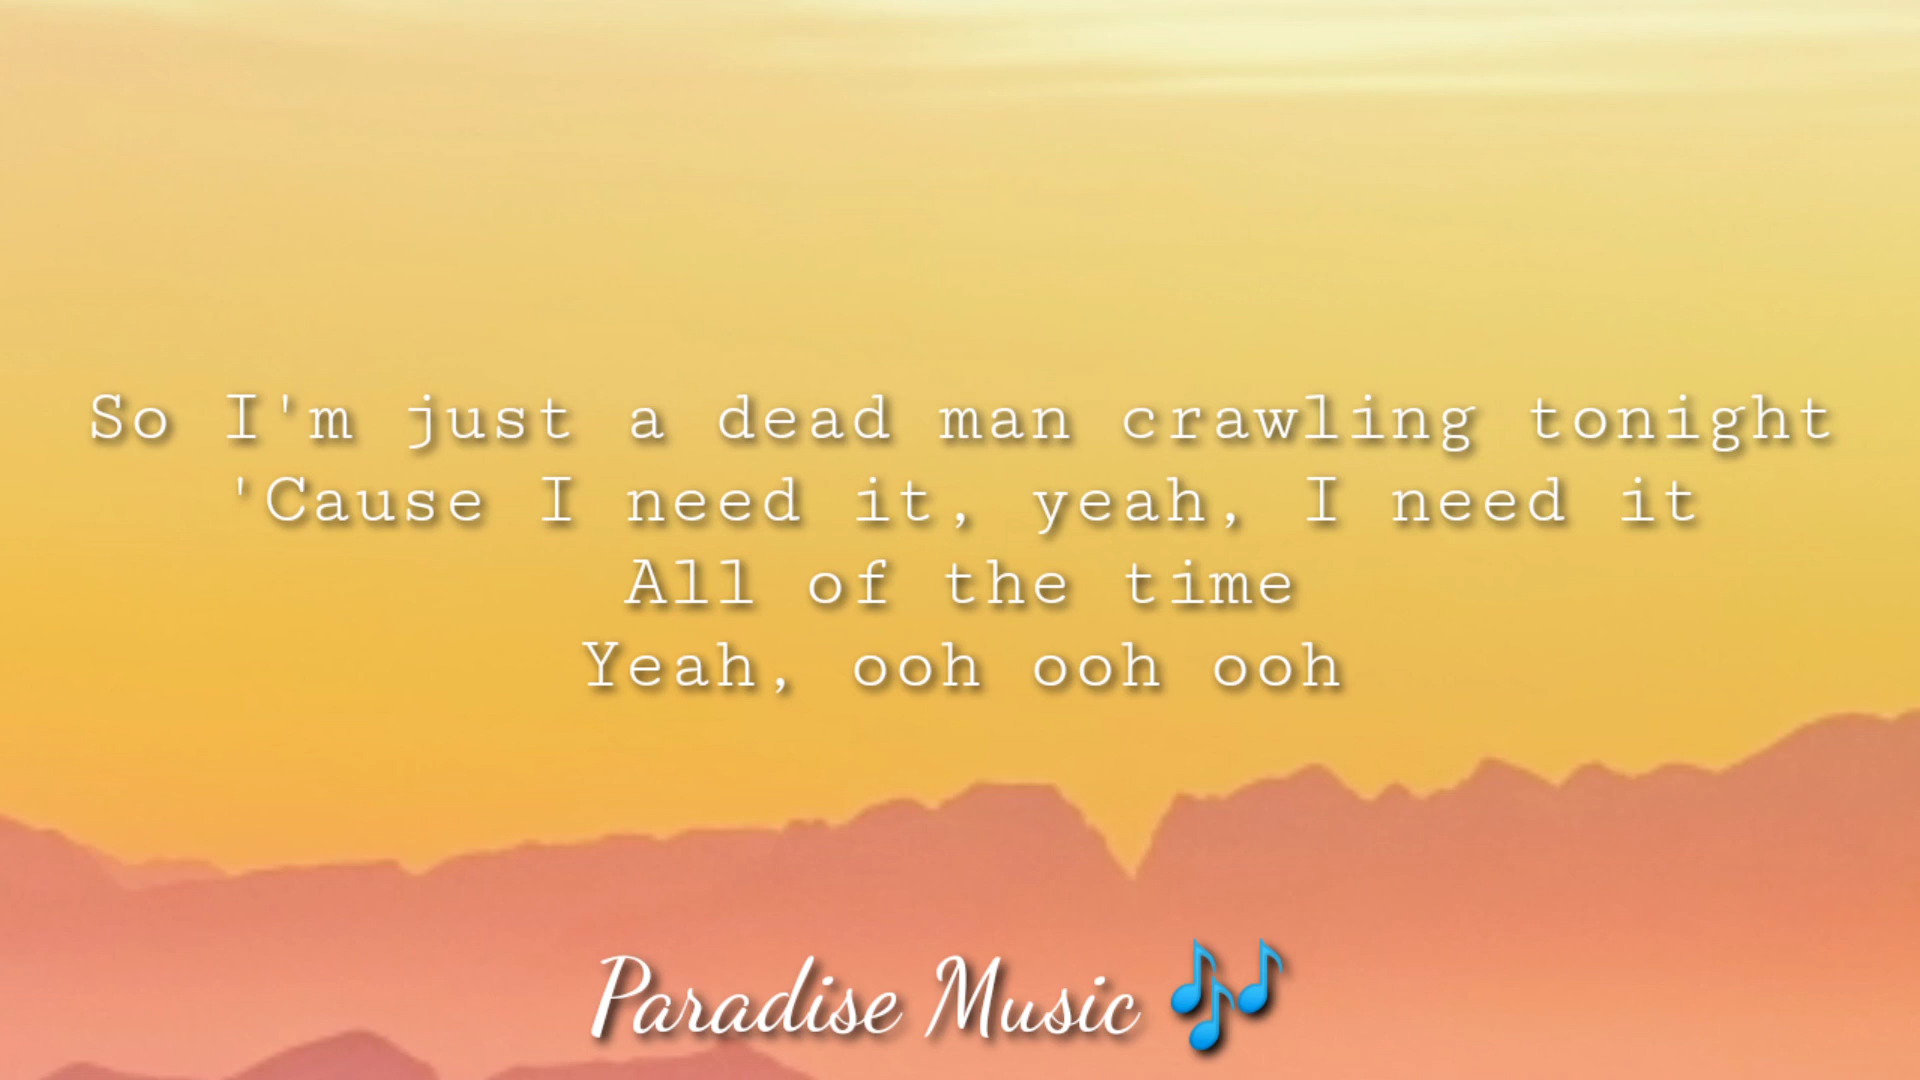 So I'm just a dead man crawling tonight
'Cause I need it, yeah, I need it
All of the time
Yeah, ooh ooh ooh
Paradise Music 🎶